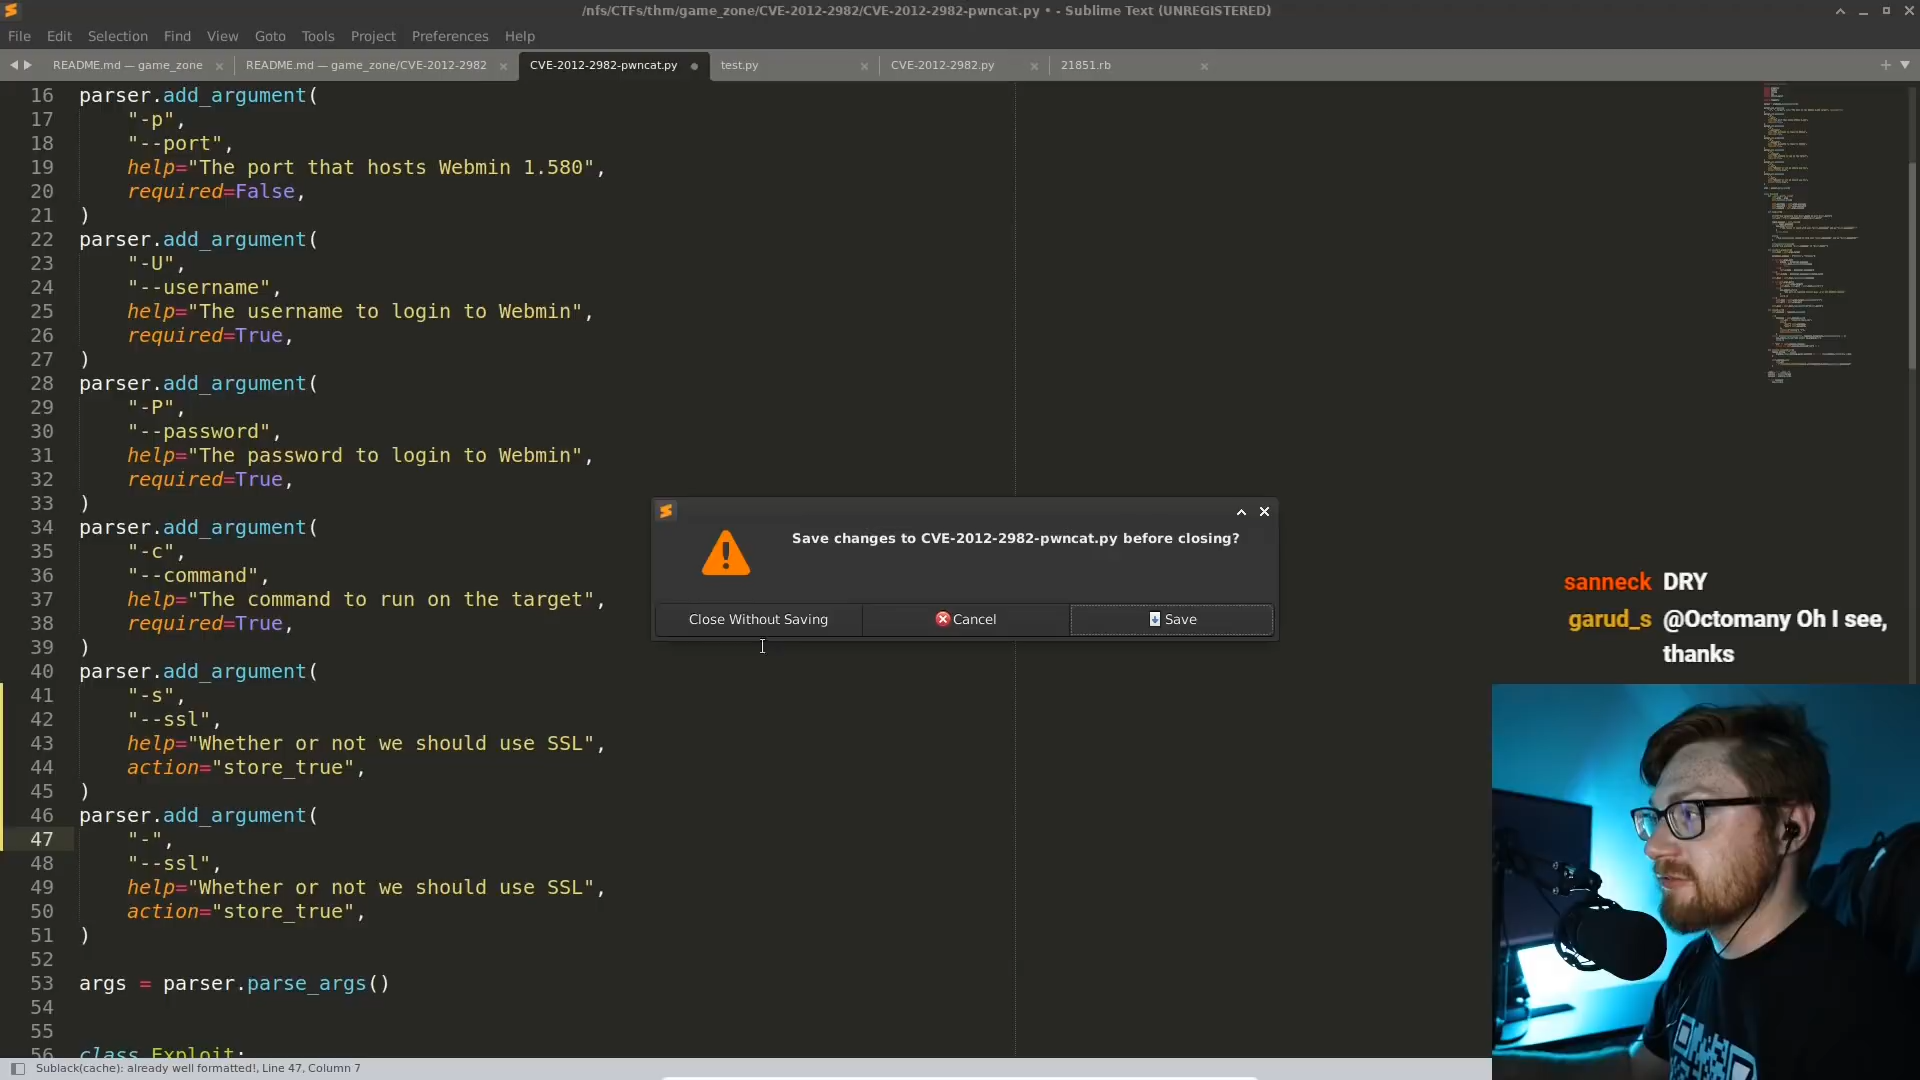 /nfs/CTFs/thm/game_zone/CVE-2012-2982/CVE-2012-2982-pwncat.py • - Sublime Text (UNREGISTERED)
File Edit Selection Find View Goto Tools Project Preferences Help
README.md — game_zone README.md — game_zone/CVE-2012-2982 CVE-2012-2982-pwncat.py test.py CVE-2012-2982.py 21851.rb
16 parser.add_argument(
17 "-p",
18 "--port",
19 help="The port that hosts Webmin 1.580",
20 required=False,
21 )
22 parser.add_argument(
23 "-U",
24 "--username",
25 help="The username to login to Webmin",
26 required=True,
27 )
28 parser.add_argument(
29 "-P",
30 "--password",
31 help="The password to login to Webmin",
32 required=True,
33 )
34 parser.add_argument(
35 "-c",
36 "--command",
37 help="The command to run on the target",
38 required=True,
39 )
40 parser.add_argument(
41 "-s",
42 "--ssl",
43 help="Whether or not we should use SSL",
44 action="store_true",
45 )
46 parser.add_argument(
47 "-",
48 "--ssl",
49 help="Whether or not we should use SSL",
50 action="store_true",
51 )
52
53 args = parser.parse_args()
54
55
56 class Exploit:
Save changes to CVE-2012-2982-pwncat.py before closing?
Close Without Saving Cancel Save
sanneck DRY
garud_s @Octomany Oh I see,
thanks
Sublack(cache): already well formatted!, Line 47, Column 7